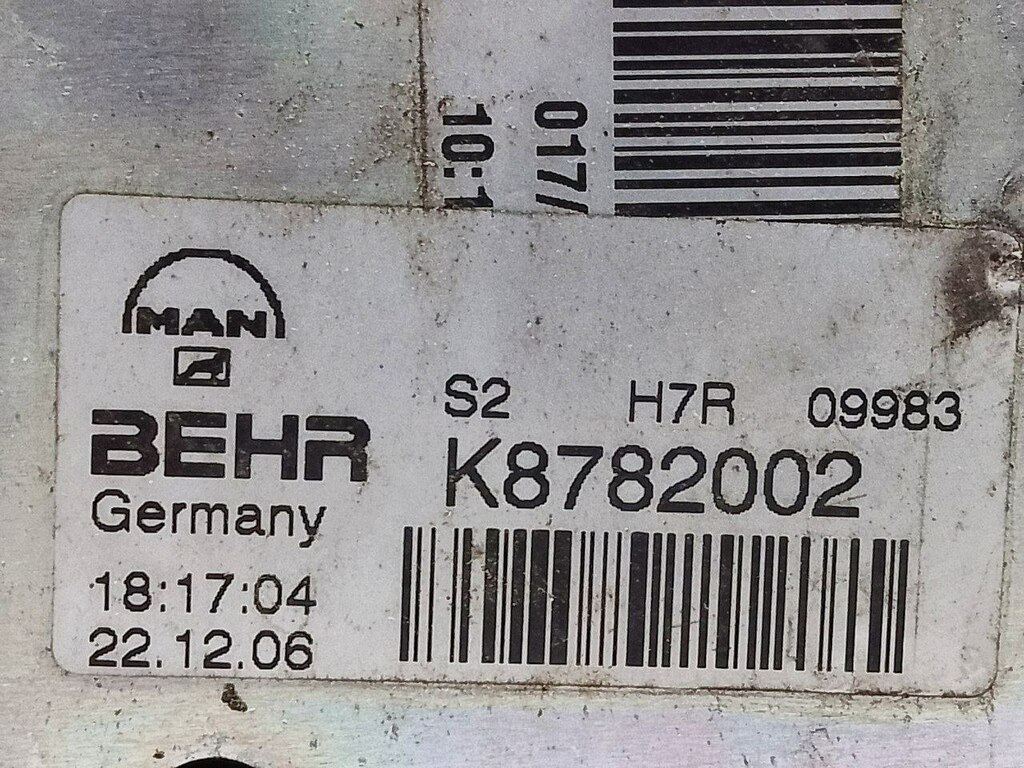 017/
10:1
MAN
BEHR
Germany
18:17:04
22.12.06
S2 H7R 09983
K8782002